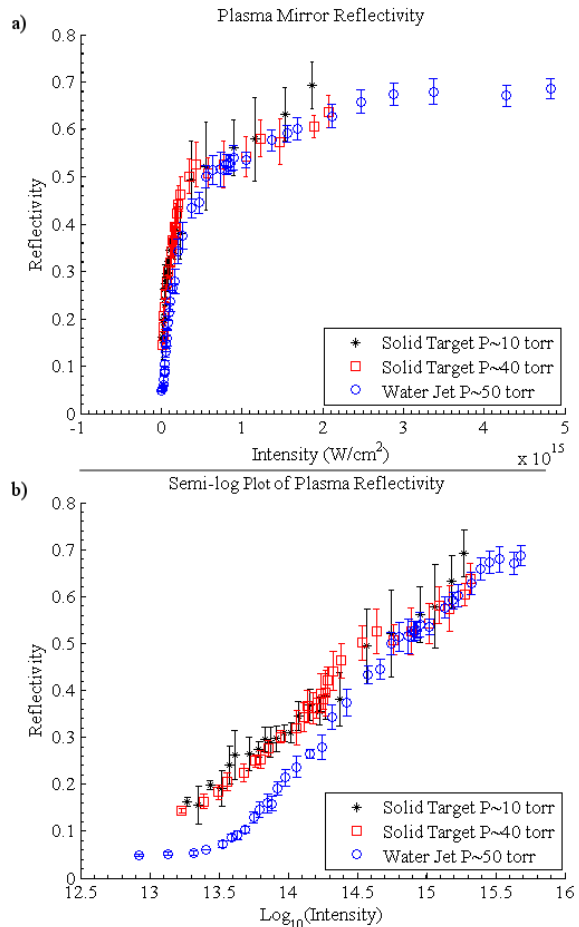 a)
Plasma Mirror Reflectivity
0.8
0.7
0.6
0.5
0.4
0.3
0.2
0.1
0
Reflectivity
Solid Target P~10 torr
Solid Target P~40 torr
Water Jet P~50 torr
-1 0 1 2 3 4 5
Intensity (W/cm²)
x 10¹⁵
b)
Semi-log Plot of Plasma Reflectivity
0.8
0.7
0.6
0.5
0.4
0.3
0.2
0.1
0
Reflectivity
Solid Target P~10 torr
Solid Target P~40 torr
Water Jet P~50 torr
12.5 13 13.5 14 14.5 15 15.5 16
Log₁₀(Intensity)